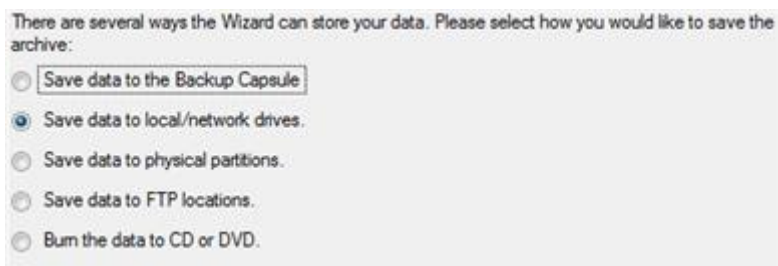 There are several ways the Wizard can store your data. Please select how you would like to save the
archive:
Save data to the Backup Capsule
Save data to local/network drives.
Save data to physical partitions.
Save data to FTP locations.
Burn the data to CD or DVD.